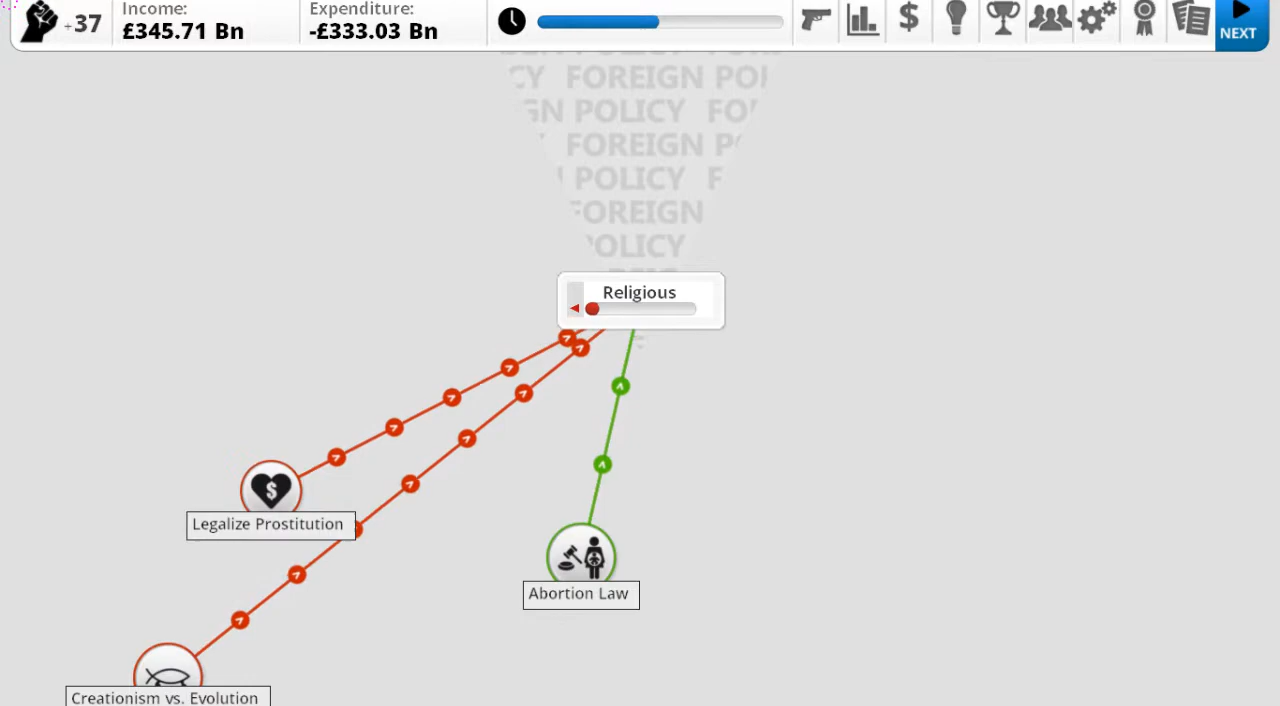 +37
Income:
£345.71 Bn
Expenditure:
-£333.03 Bn
$
NEXT
POLICY
FOREIGN
POLICY FOREIGN
POLICY
FOREIGN
POLICY
Religious
$
Legalize Prostitution
Abortion Law
Creationism vs. Evolution